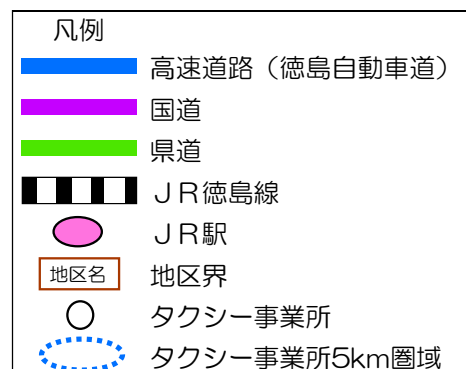 凡例
高速道路（徳島自動車道）
国道
県道
ＪＲ徳島線
ＪＲ駅
地区名 地区界
タクシー事業所
タクシー事業所5km圏域